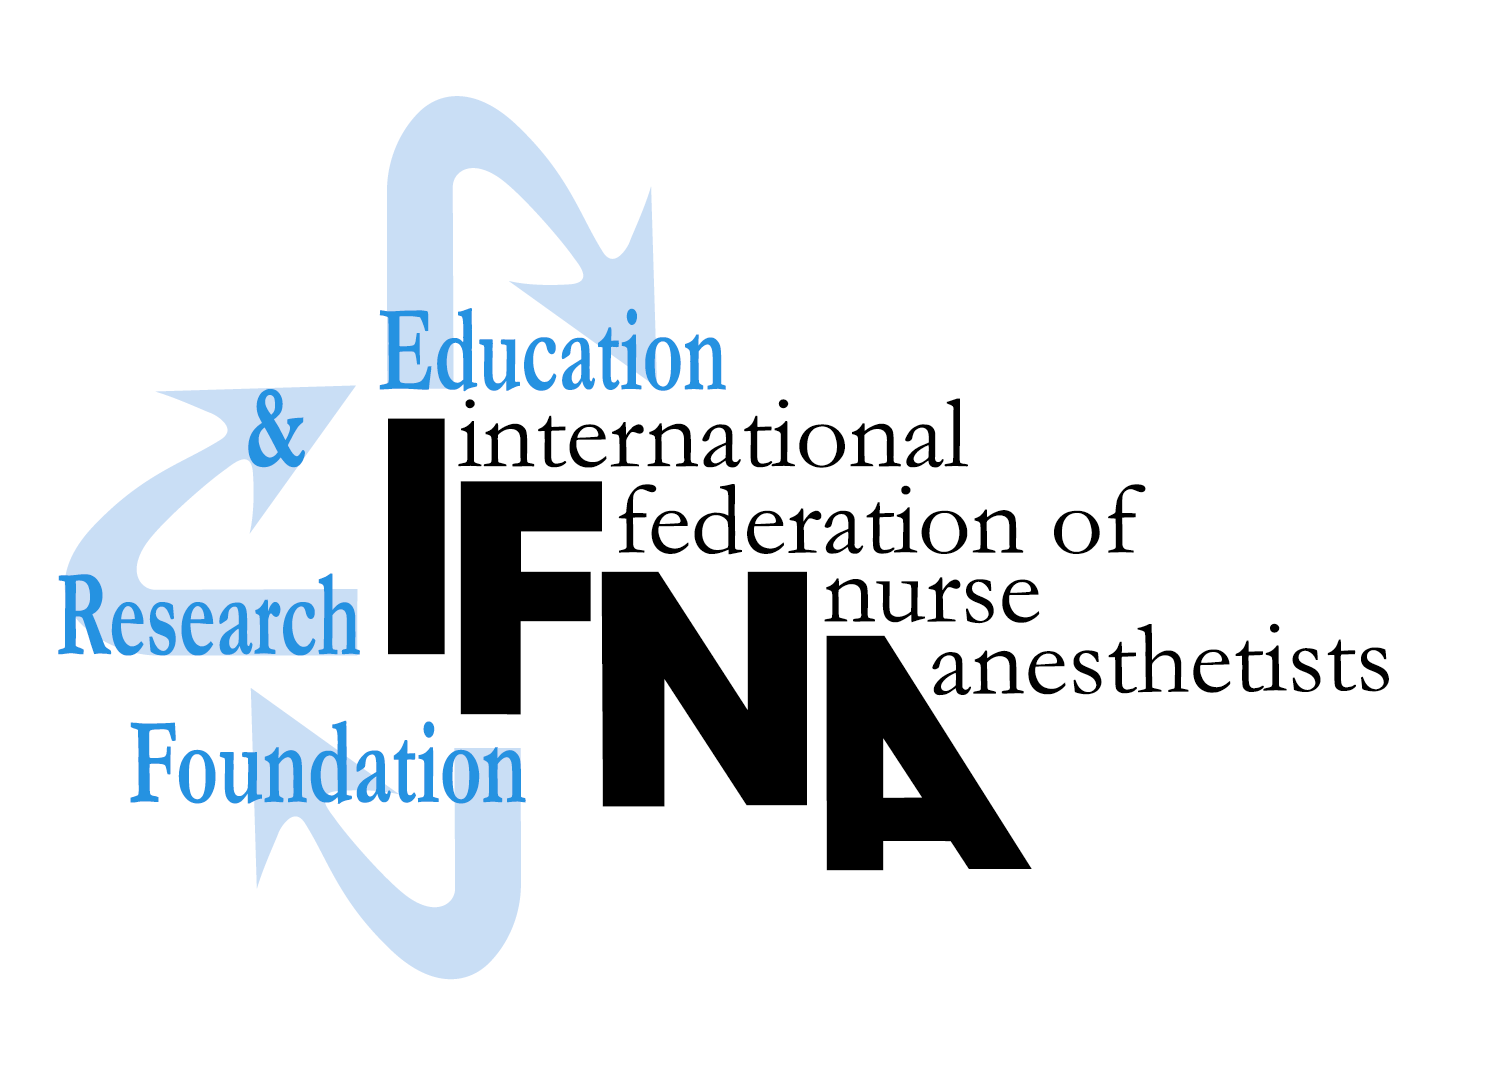 Education
&
Research
Foundation
IFNA
international
federation of
nurse
anesthetists